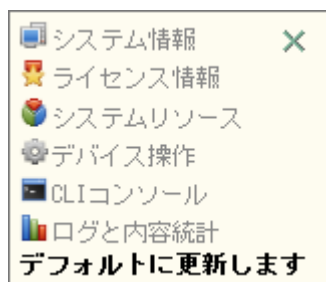 システム情報
ライセンス情報
システムリソース
デバイス操作
CLIコンソール
ログと内容統計
デフォルトに更新します